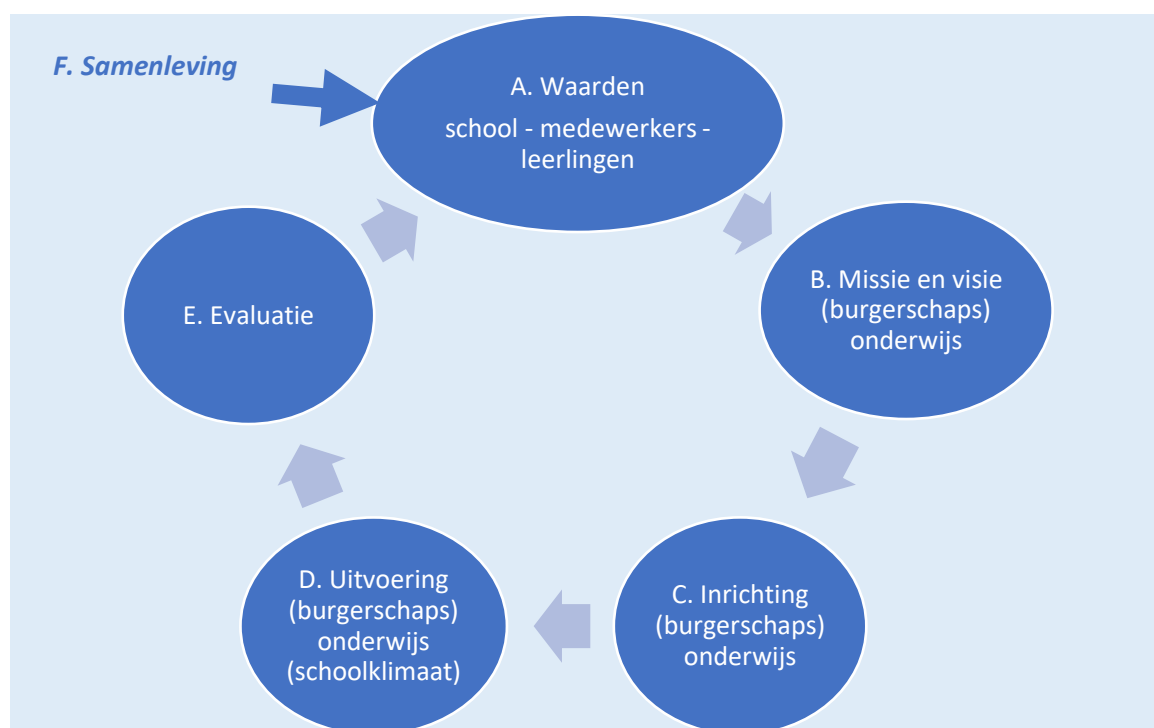 F. Samenleving
A. Waarden
school - medewerkers -
leerlingen
B. Missie en visie
(burgerschaps)
onderwijs
C. Inrichting
(burgerschaps)
onderwijs
D. Uitvoering
(burgerschaps)
onderwijs
(schoolklimaat)
E. Evaluatie